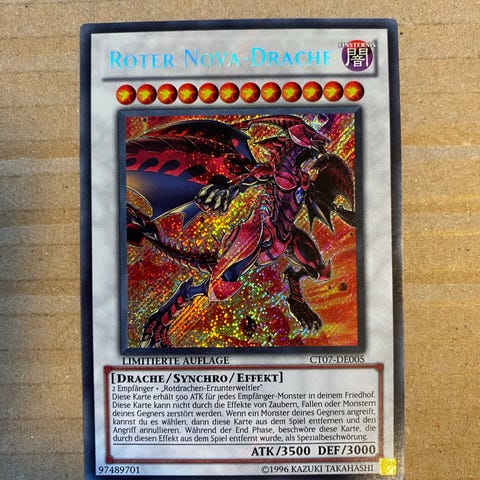 ROTER NOVA-DRACHE
FINSTERNIS
闇
LIMITIERTE AUFLAGE CT07-DE005
[DRACHE/SYNCHRO/EFFEKT]
2 Empfänger + „Rotdrachen-Erzunterweltler"
Diese Karte erhält 500 ATK für jedes Empfänger-Monster in deinem Friedhof.
Diese Karte kann nicht durch die Effekte von Zaubern, Fallen oder Monstern
deines Gegners zerstört werden. Wenn ein Monster deines Gegners angreift,
kannst du es wählen, dann diese Karte aus dem Spiel entfernen und den
Angriff annullieren. Während der End Phase, beschwöre diese Karte, die
durch diesen Effekt aus dem Spiel entfernt wurde, als Spezialbeschwörung.
ATK/3500 DEF/3000
97489701 ©1996 KAZUKI TAKAHASHI